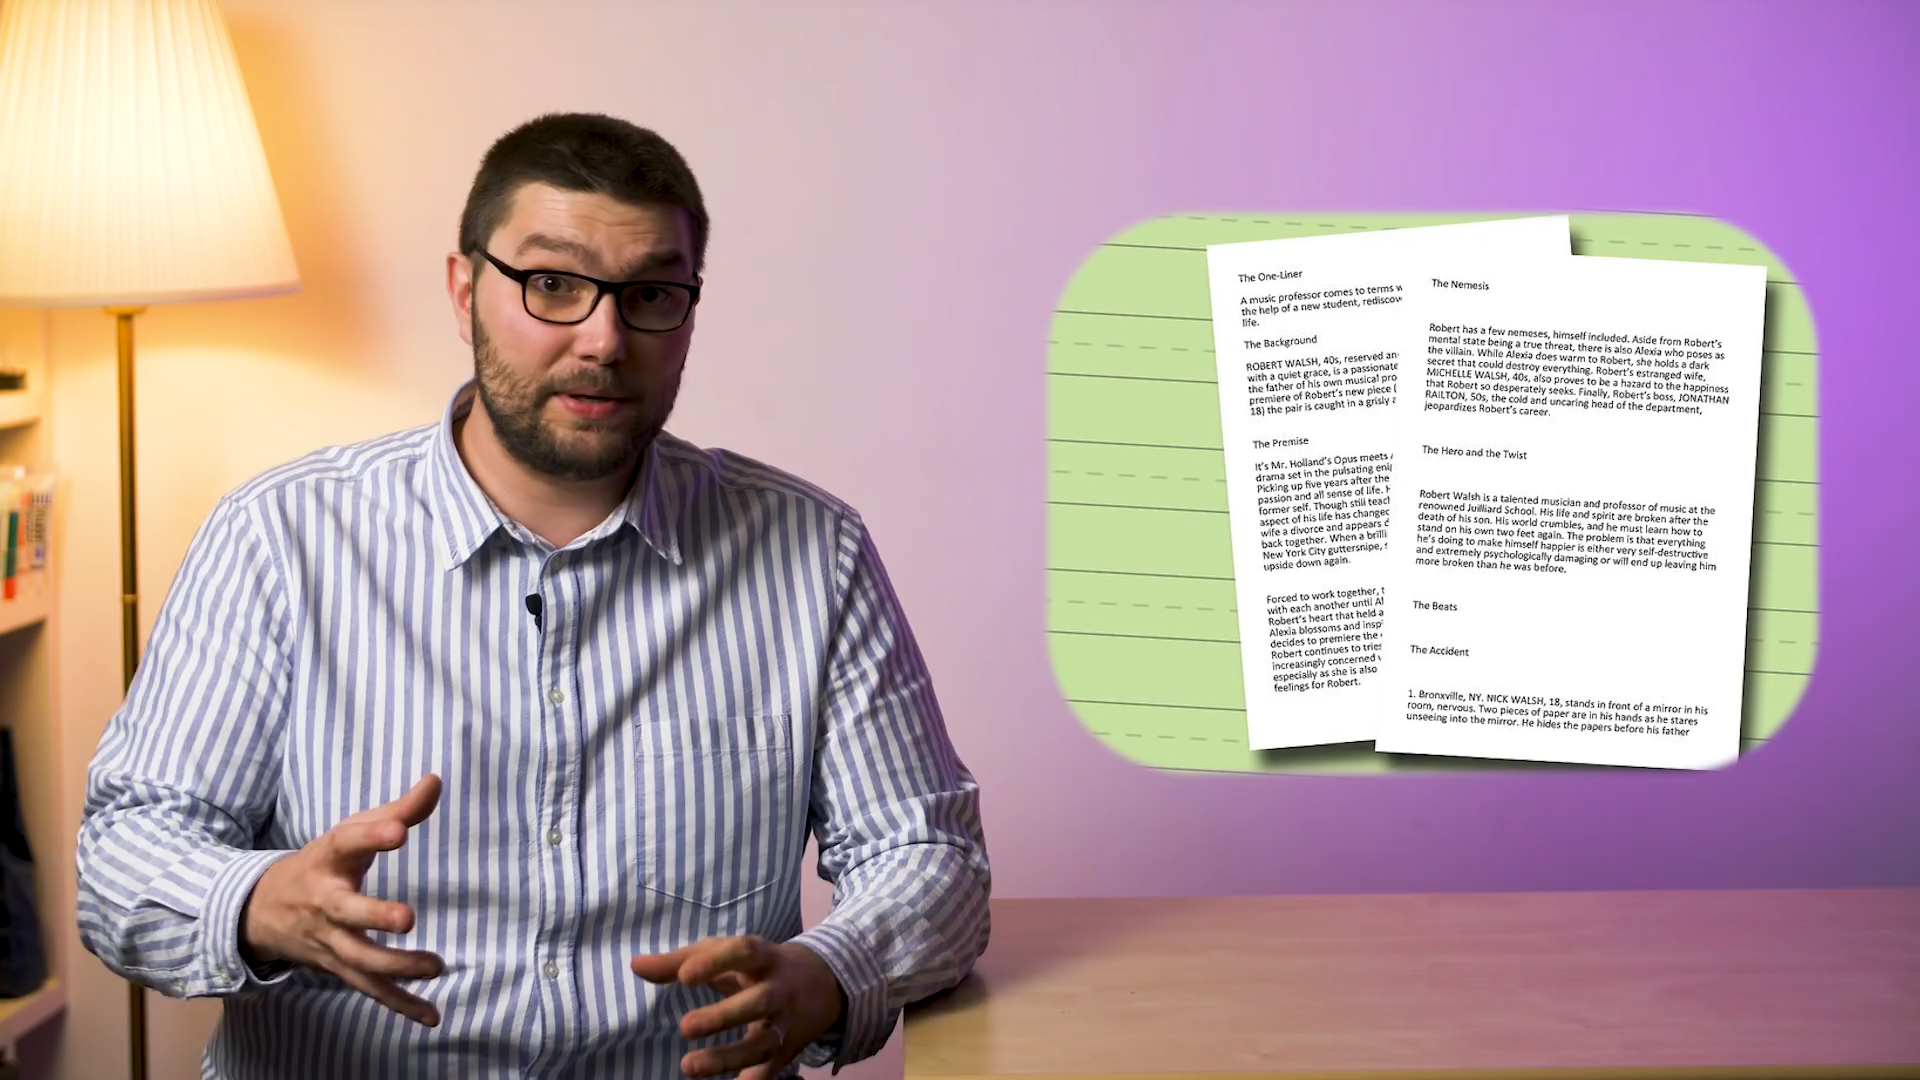 The One-Liner
A music professor comes to terms w
the help of a new student, rediscov
life.
The Background
ROBERT WALSH, 40s, reserved an
with a quiet grace, is a passionate
the father of his own musical pro
premiere of Robert's new piece (
18) the pair is caught in a grisly a
The Premise
It's Mr. Holland's Opus meets
drama set in the pulsating eni
Picking up five years after the
passion and all sense of life. H
former self. Though still teach
aspect of his life has changed
wife a divorce and appears d
back together. When a brilli
New York City guttersnipe,
upside down again.
Forced to work together, t
with each another until Al
Robert's heart that held a
Alexia blossoms and insp
decides to premiere the
Robert continues to tries
increasingly concerned
especially as she is also
feelings for Robert.
The Nemesis
Robert has a few nemeses, himself included. Aside from Robert's
mental state being a true threat, there is also Alexia who poses as
the villain. While Alexia does warm to Robert, she holds a dark
secret that could destroy everything. Robert's estranged wife,
MICHELLE WALSH, 40s, also proves to be a hazard to the happiness
that Robert so desperately seeks. Finally, Robert's boss, JONATHAN
RAILTON, 50s, the cold and uncaring head of the department,
jeopardizes Robert's career.
The Hero and the Twist
Robert Walsh is a talented musician and professor of music at the
renowned Juilliard School. His life and spirit are broken after the
death of his son. His world crumbles, and he must learn how to
stand on his own two feet again. The problem is that everything
he's doing to make himself happier is either very self-destructive
and extremely psychologically damaging or will end up leaving him
more broken than he was before.
The Beats
The Accident
1. Bronxville, NY. NICK WALSH, 18, stands in front of a mirror in his
room, nervous. Two pieces of paper are in his hands as he stares
unseeing into the mirror. He hides the papers before his father